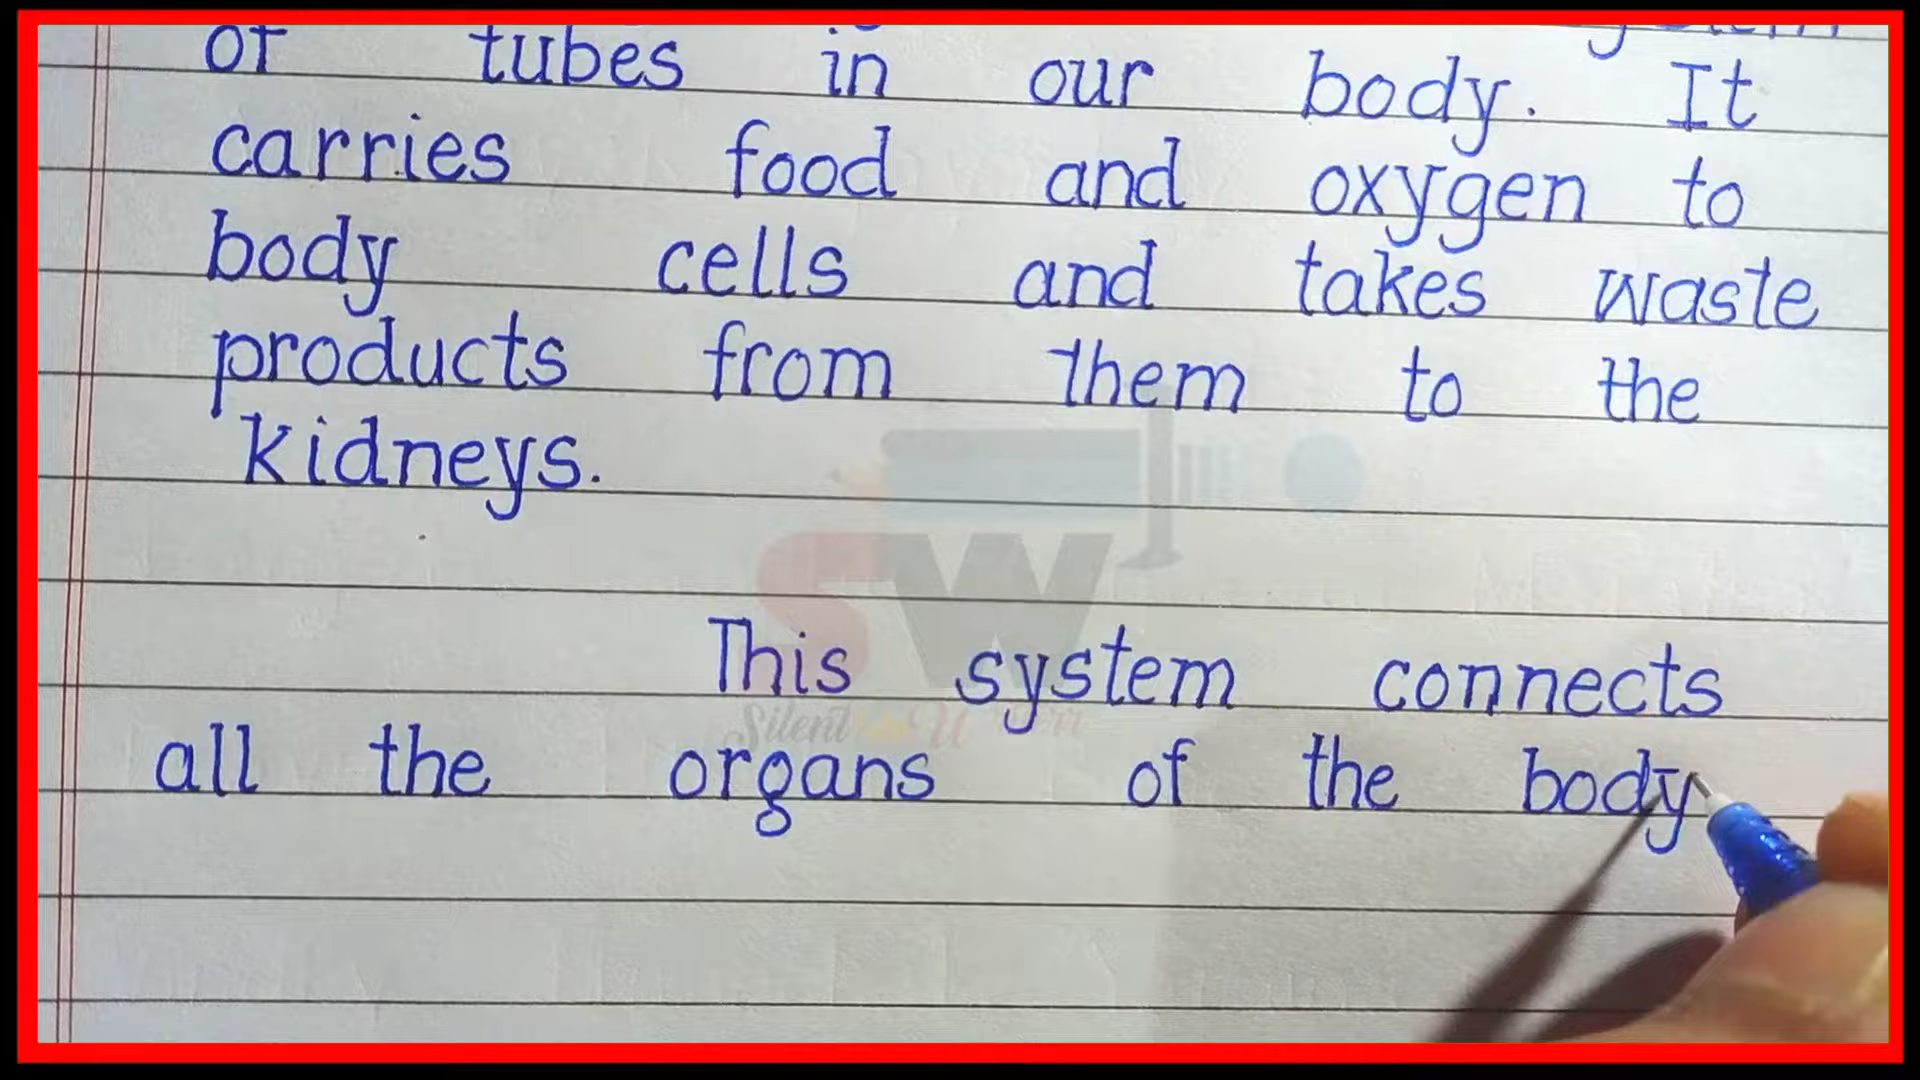 of tubes in our body. It
carries food and oxygen to
body cells and takes waste
products from them to the
kidneys.
This system connects
all the organs of the body